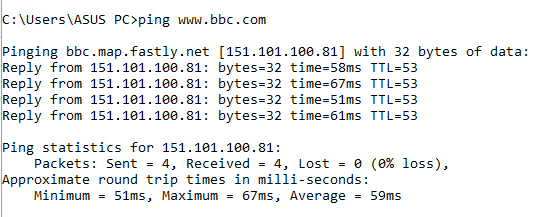 C:\Users\ASUS PC>ping www.bbc.com
Pinging bbc.map.fastly.net [151.101.100.81] with 32 bytes of data:
Reply from 151.101.100.81: bytes=32 time=58ms TTL=53
Reply from 151.101.100.81: bytes=32 time=67ms TTL=53
Reply from 151.101.100.81: bytes=32 time=51ms TTL=53
Reply from 151.101.100.81: bytes=32 time=61ms TTL=53
Ping statistics for 151.101.100.81:
    Packets: Sent = 4, Received = 4, Lost = 0 (0% loss),
Approximate round trip times in milli-seconds:
    Minimum = 51ms, Maximum = 67ms, Average = 59ms